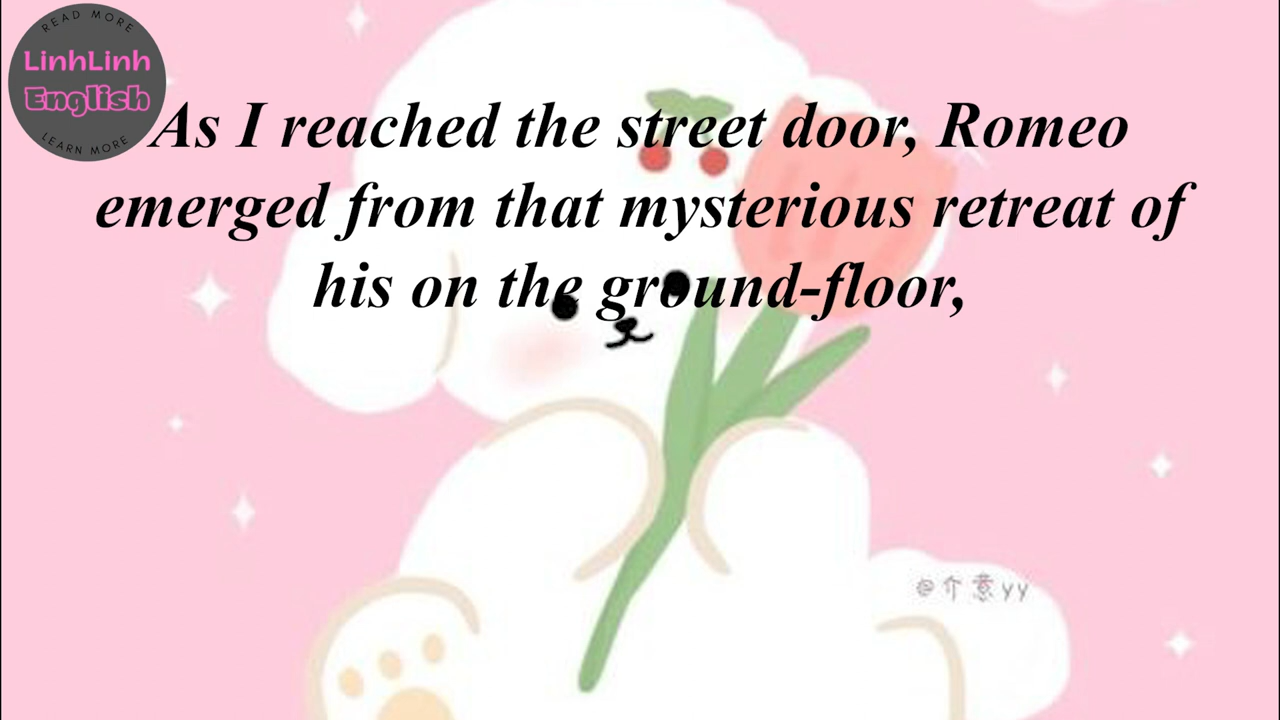 READ MORE
LinhLinh
English
LEARN MORE
As I reached the street door, Romeo
emerged from that mysterious retreat of
his on the ground-floor,
@介意yy